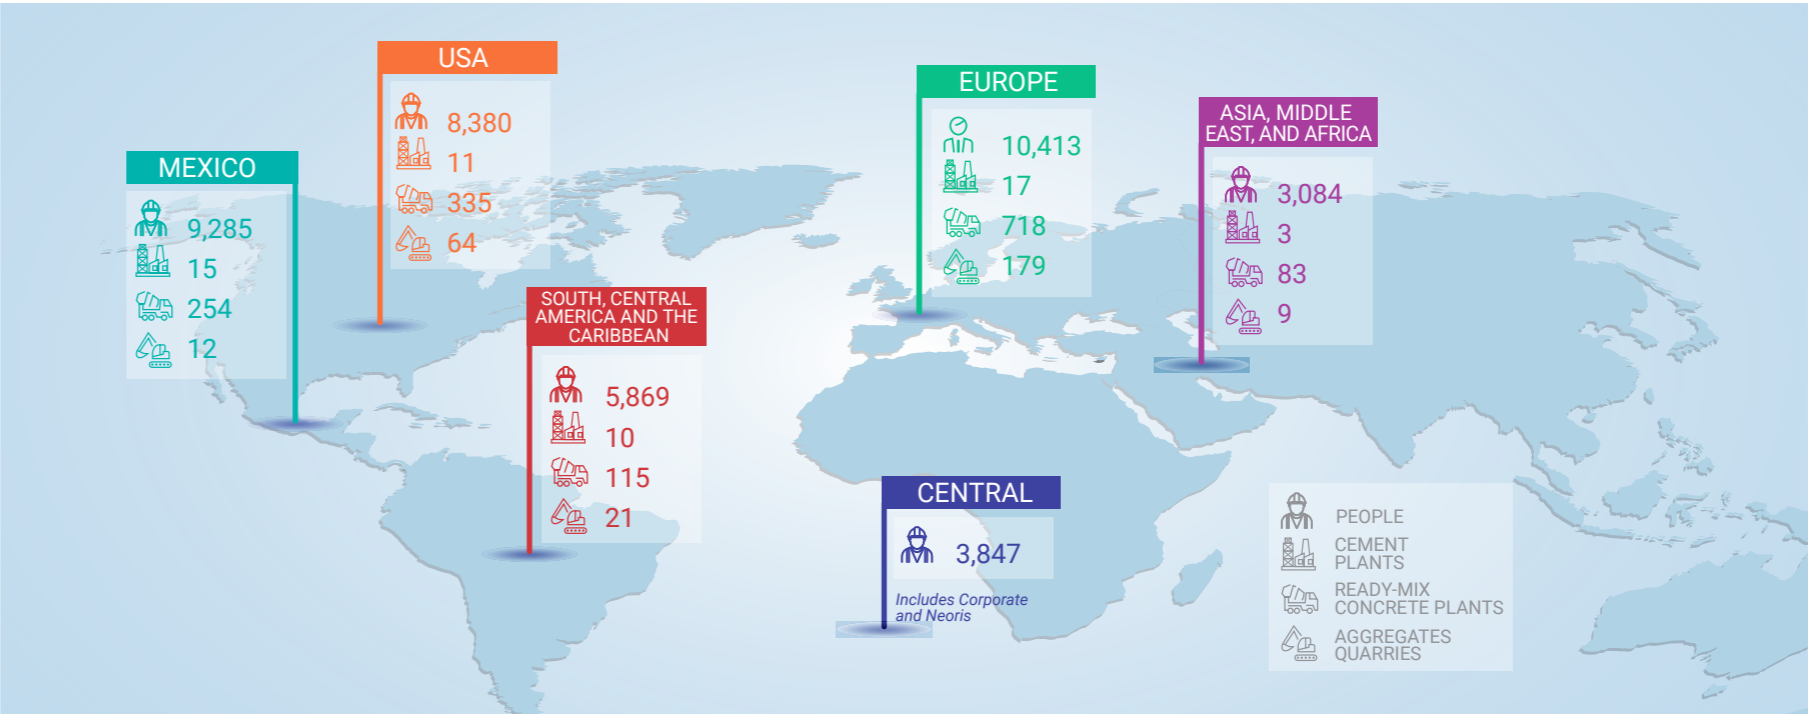 USA
8,380
11
335
64
EUROPE
10,413
17
718
179
ASIA, MIDDLE
EAST, AND AFRICA
3,084
3
83
9
MEXICO
9,285
15
254
12
SOUTH, CENTRAL
AMERICA AND THE
CARIBBEAN
5,869
10
115
21
CENTRAL
3,847
Includes Corporate
and Neoris
PEOPLE
CEMENT
PLANTS
READY-MIX
CONCRETE PLANTS
AGGREGATES
QUARRIES